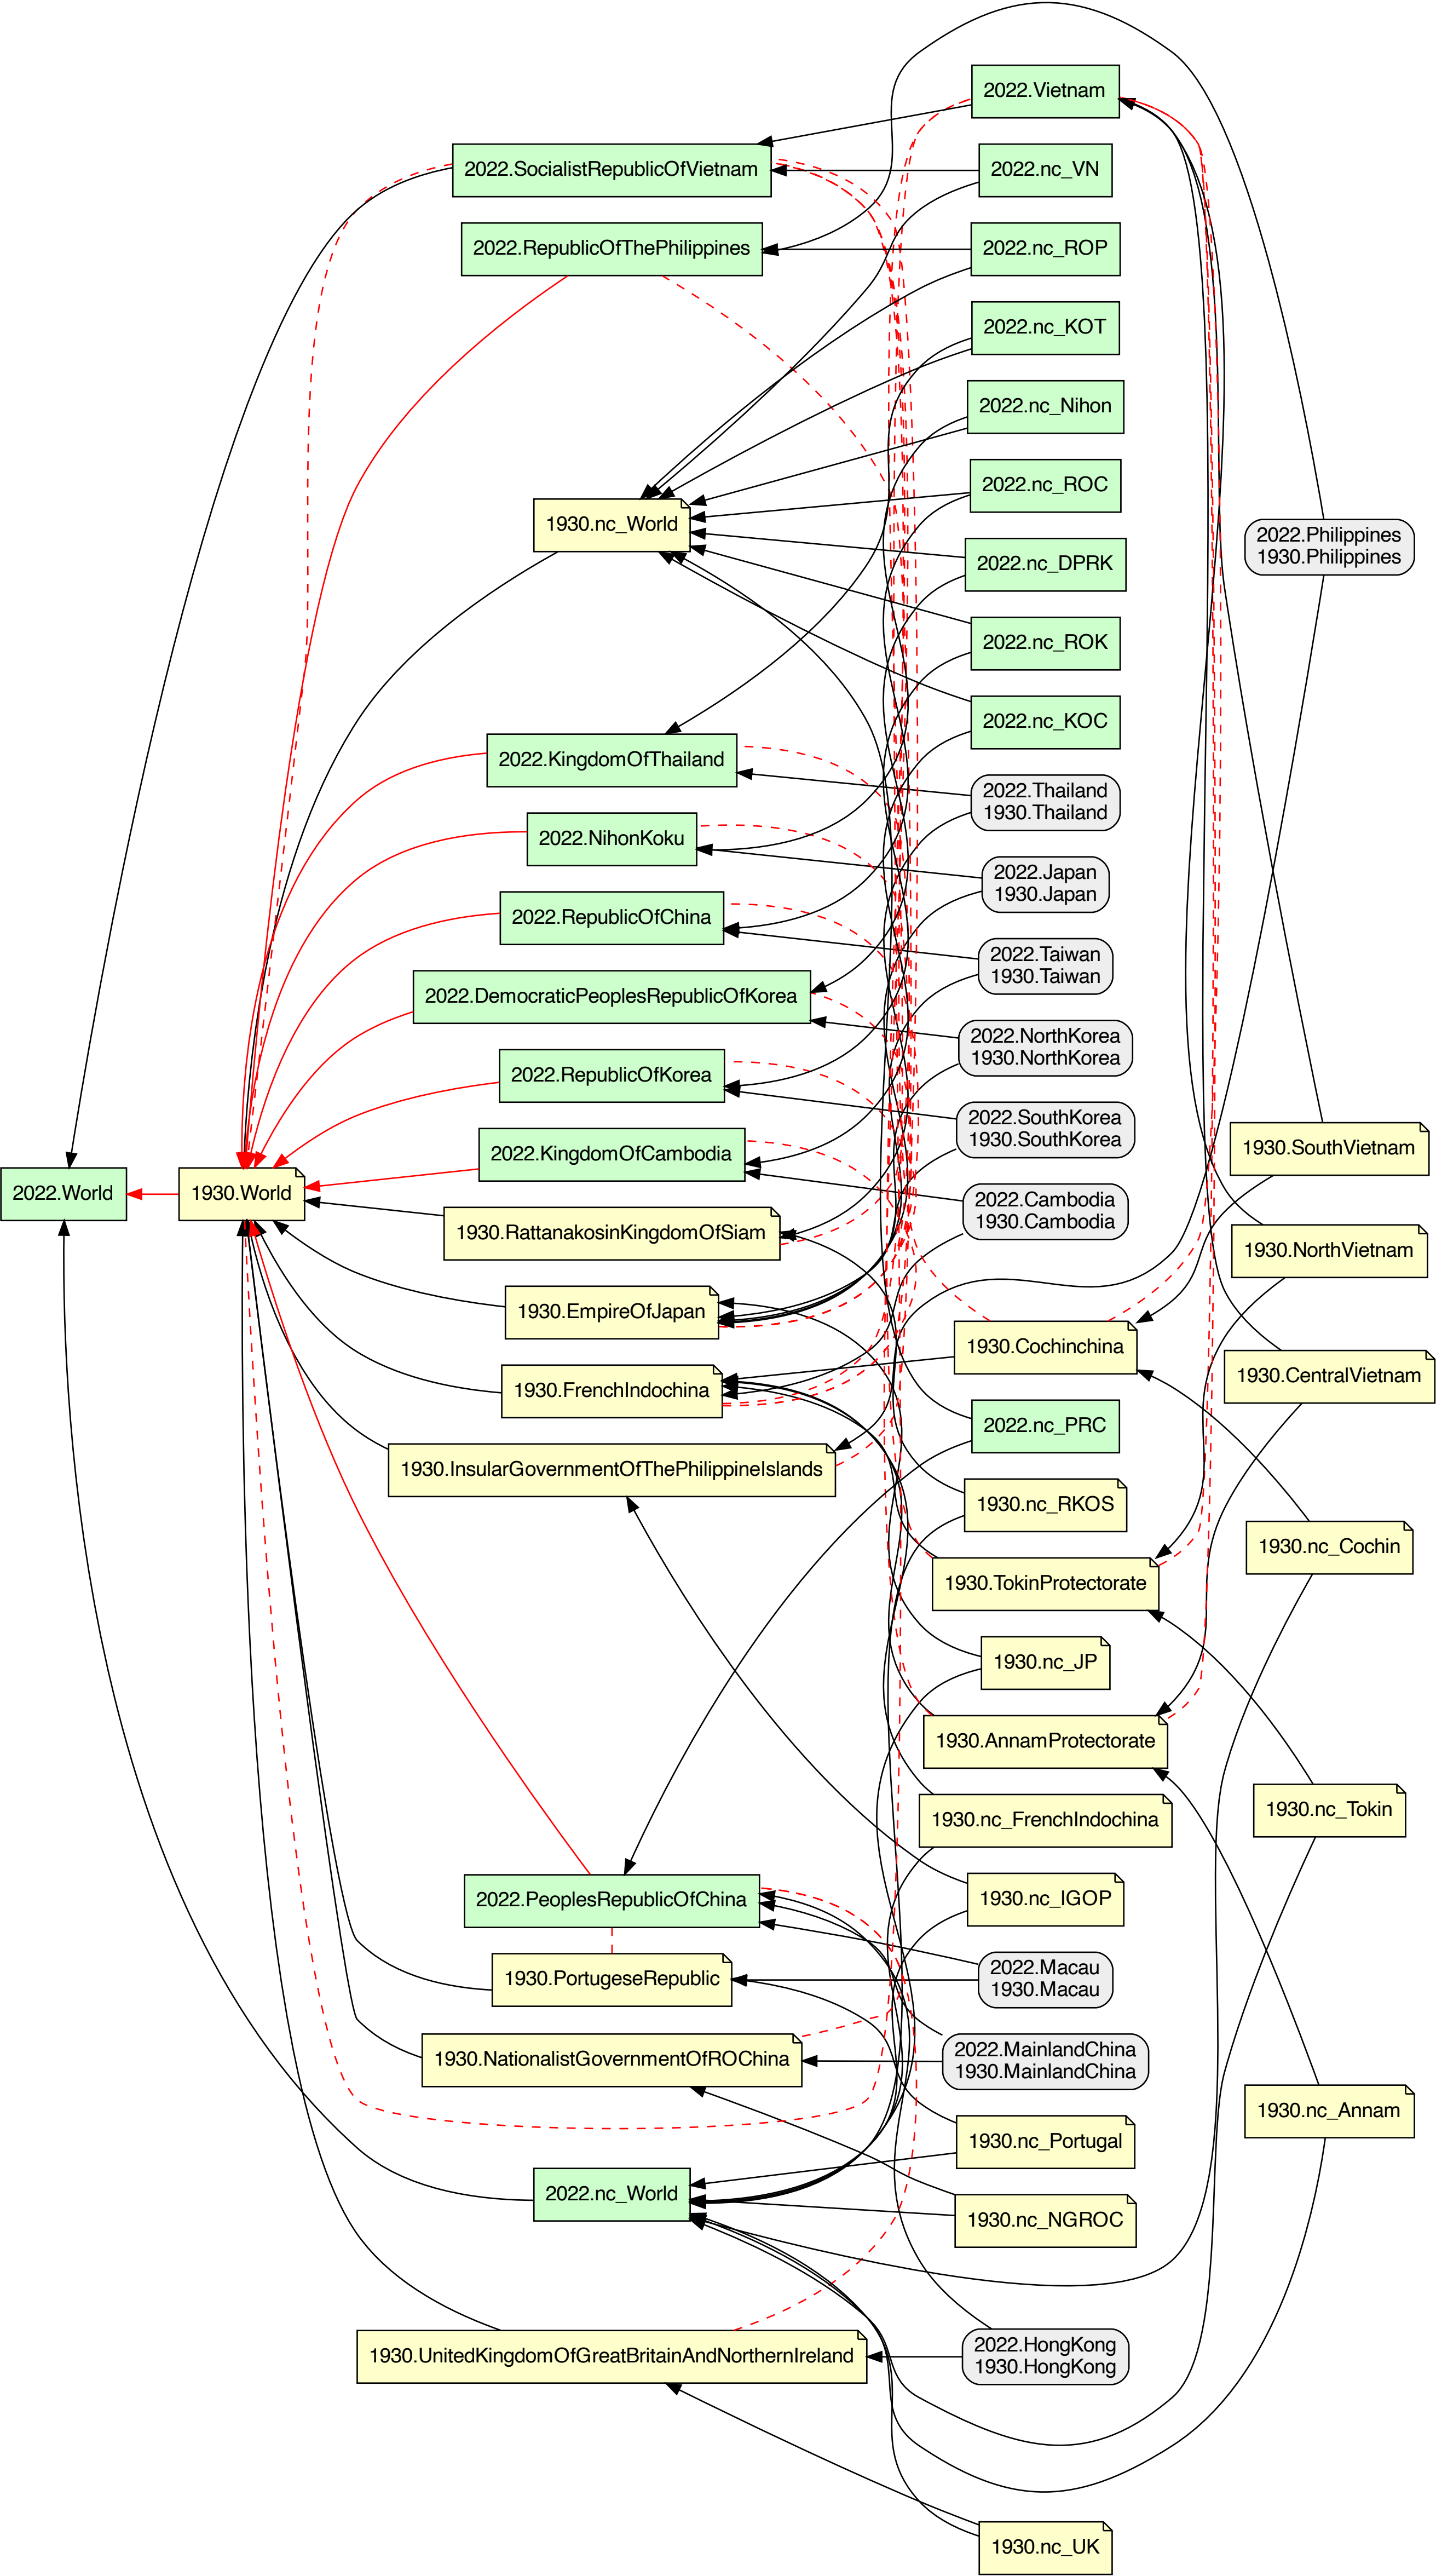 2022.Vietnam
2022.SocialistRepublicOfVietnam
2022.nc_VN
2022.RepublicOfThePhilippines
2022.nc_ROP
2022.nc_KOT
2022.nc_Nihon
2022.nc_ROC
1930.nc_World
2022.Philippines
1930.Philippines
2022.nc_DPRK
2022.nc_ROK
2022.nc_KOC
2022.KingdomOfThailand
2022.Thailand
1930.Thailand
2022.NihonKoku
2022.Japan
1930.Japan
2022.RepublicOfChina
2022.Taiwan
1930.Taiwan
2022.DemocraticPeoplesRepublicOfKorea
2022.NorthKorea
1930.NorthKorea
2022.RepublicOfKorea
2022.SouthKorea
1930.SouthKorea
2022.KingdomOfCambodia
1930.SouthVietnam
2022.World
1930.World
2022.Cambodia
1930.Cambodia
1930.RattanakosinKingdomOfSiam
1930.NorthVietnam
1930.EmpireOfJapan
1930.Cochinchina
1930.FrenchIndochina
1930.CentralVietnam
2022.nc_PRC
1930.InsularGovernmentOfThePhilippineIslands
1930.nc_RKOS
1930.nc_Cochin
1930.TokinProtectorate
1930.nc_JP
1930.AnnamProtectorate
1930.nc_FrenchIndochina
1930.nc_Tokin
2022.PeoplesRepublicOfChina
1930.nc_IGOP
1930.PortugeseRepublic
2022.Macau
1930.Macau
1930.NationalistGovernmentOfROChina
2022.MainlandChina
1930.MainlandChina
1930.nc_Annam
1930.nc_Portugal
2022.nc_World
1930.nc_NGROC
1930.UnitedKingdomOfGreatBritainAndNorthernIreland
2022.HongKong
1930.HongKong
1930.nc_UK